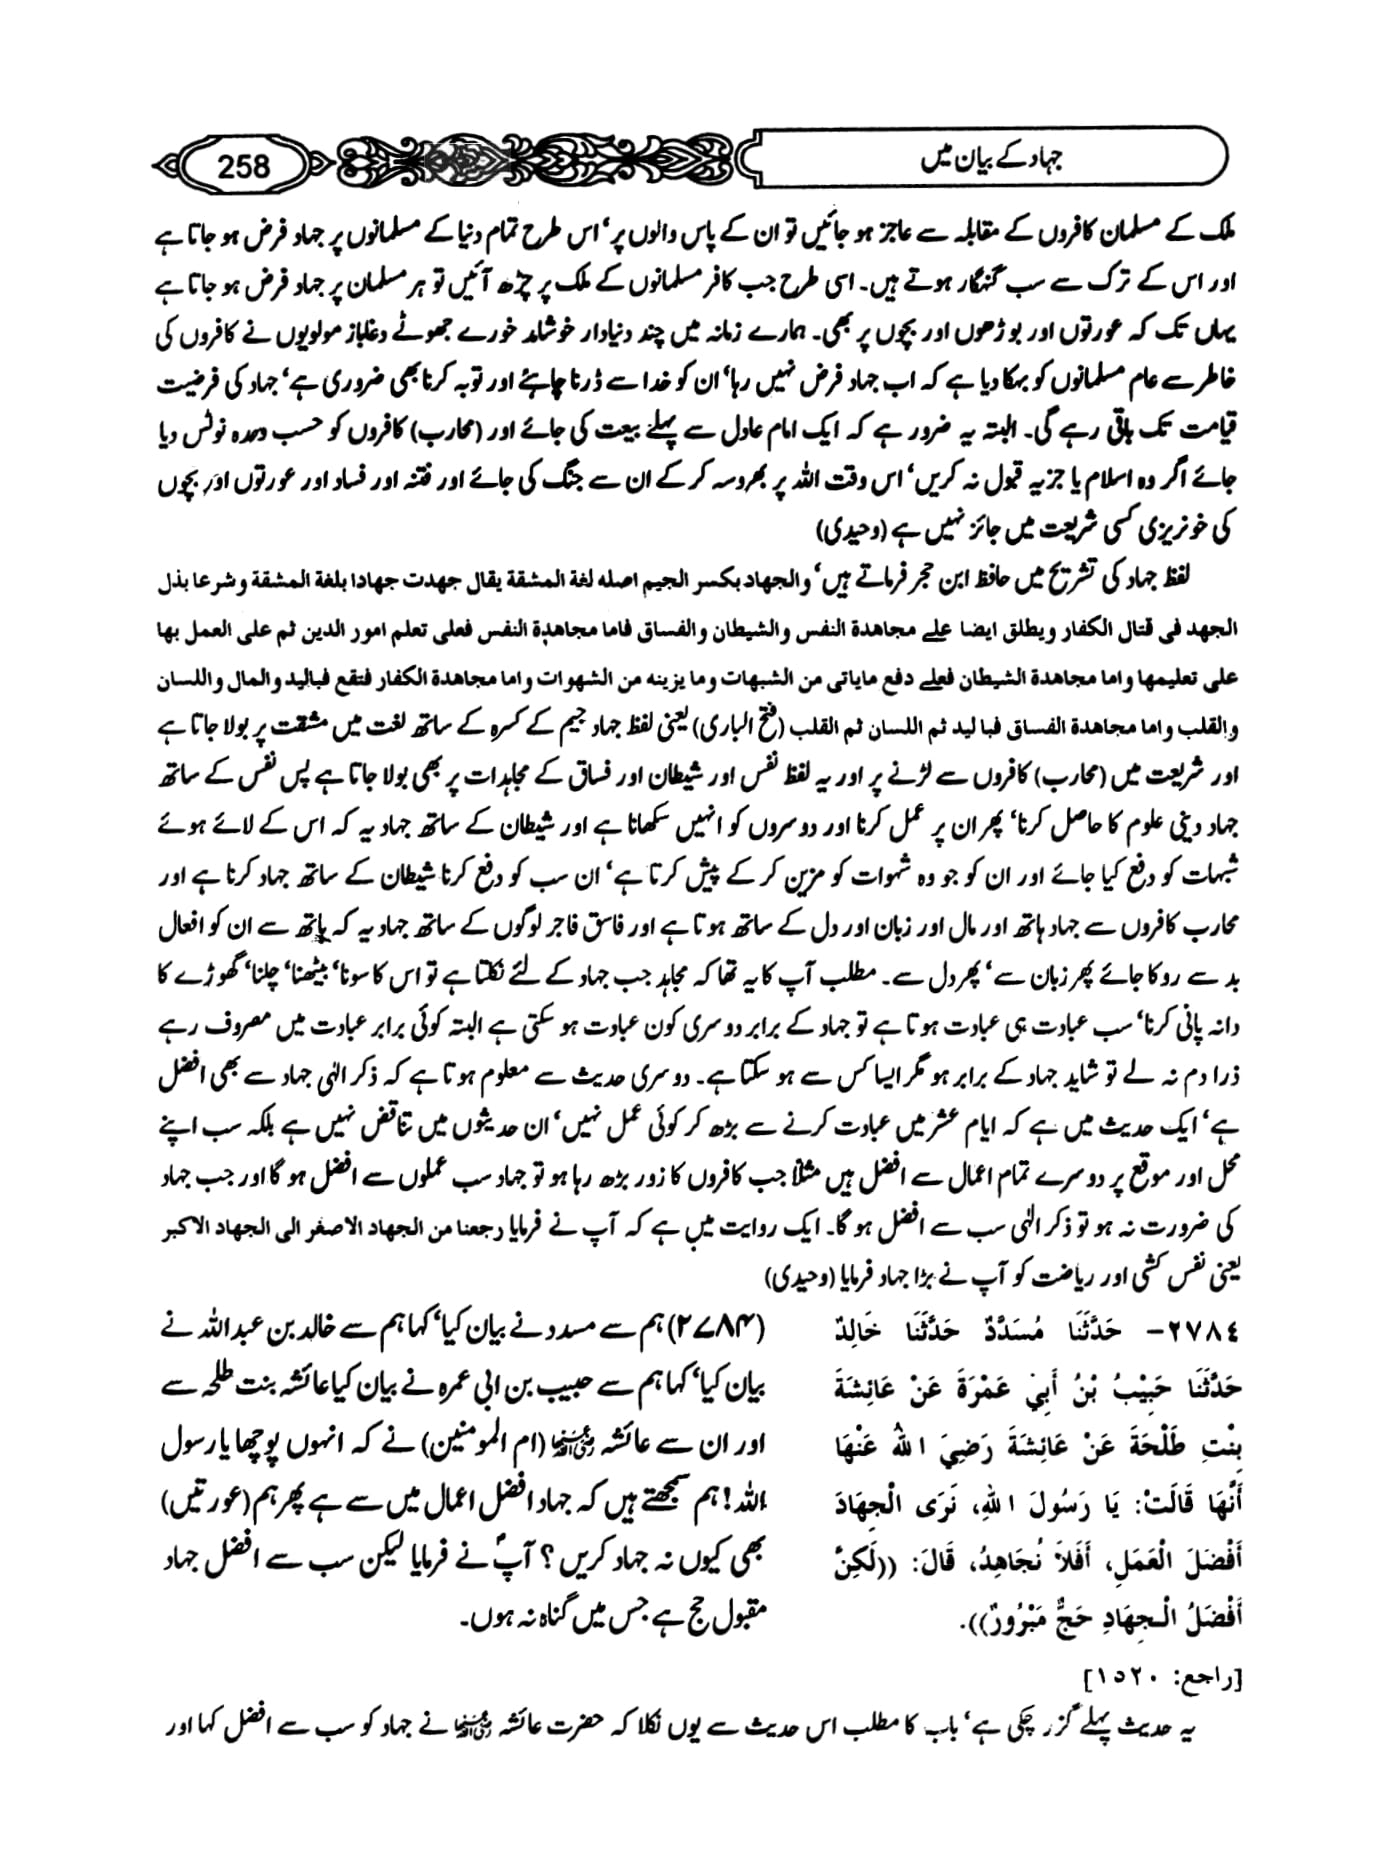 جہاد کے بیان میں
258
ملک کے مسلمان کافروں کے مقابلہ سے عاجز ہو جائیں تو ان کے پاس والوں پر‘ اس طرح تمام دنیا کے مسلمانوں پر جہاد فرض ہو جاتا ہے
اور اس کے ترک سے سب گنہگار ہوتے ہیں۔ اسی طرح جب کافر مسلمانوں کے ملک پر چڑھ آئیں تو ہر مسلمان پر جہاد فرض ہو جاتا ہے
یہاں تک کہ عورتوں اور بوڑھوں اور بچوں پر بھی۔ ہمارے زمانہ میں چند دنیادار خوشامد خورے جھوٹے دغاباز مولویوں نے کافروں کی
خاطر سے عام مسلمانوں کو بہکا دیا ہے کہ اب جہاد فرض نہیں رہا‘ ان کو خدا سے ڈرنا چاہئے اور توبہ کرنا بھی ضروری ہے‘ جہاد کی فرضیت
قیامت تک باقی رہے گی۔ البتہ یہ ضرور ہے کہ ایک امام عادل سے پہلے بیعت کی جائے اور (محارب) کافروں کو حسب وعدہ نوٹس دیا
جائے اگر وہ اسلام یا جزیہ قبول نہ کریں‘ اس وقت اللہ پر بھروسہ کر کے ان سے جنگ کی جائے اور فتنہ اور فساد اور عورتوں اور بچوں
کی خونریزی کسی شریعت میں جائز نہیں ہے (وحیدی)
لفظ جہاد کی تشریح میں حافظ ابن حجر فرماتے ہیں‘ والجهاد بكسر الجيم اصله لغة المشقة يقال جهدت جهادا بلغة المشقة وشرعا بذل
الجهد فى قتال الكفار ويطلق ايضا علے مجاهدة النفس والشيطان والفساق فاما مجاهدة النفس فعلى تعلم امور الدين ثم على العمل بها
على تعليمها واما مجاهدة الشيطان فعلے دفع ماياتى من الشبهات وما يزينه من الشهوات واما مجاهدة الكفار فتقع فباليد والمال واللسان
والقلب واما مجاهدة الفساق فباليد ثم اللسان ثم القلب (فتح الباری) یعنی لفظ جہاد جیم کے کسرہ کے ساتھ لغت میں مشقت پر بولا جاتا ہے
اور شریعت میں (محارب) کافروں سے لڑنے پر اور یہ لفظ نفس اور شیطان اور فساق کے مجاہدات پر بھی بولا جاتا ہے پس نفس کے ساتھ
جہاد دینی علوم کا حاصل کرنا‘ پھر ان پر عمل کرنا اور دوسروں کو انہیں سکھانا ہے اور شیطان کے ساتھ جہاد یہ کہ اس کے لائے ہوئے
شبہات کو دفع کیا جائے اور ان کو جو وہ شہوات کو مزین کر کے پیش کرتا ہے‘ ان سب کو دفع کرنا شیطان کے ساتھ جہاد کرنا ہے اور
محارب کافروں سے جہاد ہاتھ اور مال اور زبان اور دل کے ساتھ ہوتا ہے اور فاسق فاجر لوگوں کے ساتھ جہاد یہ کہ ہاتھ سے ان کو افعال
بد سے روکا جائے پھر زبان سے‘ پھر دل سے۔ مطلب آپ کا یہ تھا کہ مجاہد جب جہاد کے لئے نکلتا ہے تو اس کا سونا‘ بیٹھنا‘ چلنا‘ گھوڑے کا
دانہ پانی کرنا‘ سب عبادت ہی عبادت ہوتا ہے تو جہاد کے برابر دوسری کون عبادت ہو سکتی ہے البتہ کوئی برابر عبادت میں مصروف رہے
ذرا دم نہ لے تو شاید جہاد کے برابر ہو مگر ایسا کس سے ہو سکتا ہے۔ دوسری حدیث سے معلوم ہوتا ہے کہ ذکر الٰہی جہاد سے بھی افضل
ہے‘ ایک حدیث میں ہے کہ ایام عشر میں عبادت کرنے سے بڑھ کر کوئی عمل نہیں‘ ان حدیثوں میں تناقض نہیں ہے بلکہ سب اپنے
محل اور موقع پر دوسرے تمام اعمال سے افضل ہیں مثلاً جب کافروں کا زور بڑھ رہا ہو تو جہاد سب عملوں سے افضل ہو گا اور جب جہاد
کی ضرورت نہ ہو تو ذکر الٰہی سب سے افضل ہو گا۔ ایک روایت میں ہے کہ آپ نے فرمایا رجعنا من الجهاد الاصغر الى الجهاد الاكبر
یعنی نفس کشی اور ریاضت کو آپ نے بڑا جہاد فرمایا (وحیدی)
٢٧٨٤- حَدَّثَنَا مُسَدَّدٌ حَدَّثَنَا خَالِدٌ
حَدَّثَنَا حَبِيْبُ بْنُ أَبِيْ عَمْرَةَ عَنْ عَائِشَةَ
بِنْتِ طَلْحَةَ عَنْ عَائِشَةَ رَضِيَ اللهُ عَنْهَا
أَنَّهَا قَالَتْ: يَا رَسُولَ اللهِ، نَرَى الْجِهَادَ
أَفْضَلَ الْعَمَلِ، أَفَلاَ نُجَاهِدُ، قَالَ: ((لَكِنَّ
أَفْضَلُ الْجِهَادِ حَجٌّ مَبْرُورٌ)).
[راجع: ١٥٢٠]
(۲۷۸۴) ہم سے مسدد نے بیان کیا‘ کہا ہم سے خالد بن عبداللہ نے
بیان کیا‘ کہا ہم سے حبیب بن ابی عمرہ نے بیان کیا عائشہ بنت طلحہ سے
اور ان سے عائشہ رضی اللہ عنہا (ام المومنین) نے کہ انہوں پوچھا یا رسول
اللہ! ہم سمجھتے ہیں کہ جہاد افضل اعمال میں سے ہے پھر ہم (عورتیں)
بھی کیوں نہ جہاد کریں؟ آپؐ نے فرمایا لیکن سب سے افضل جہاد
مقبول حج ہے جس میں گناہ نہ ہوں۔
یہ حدیث پہلے گزر چکی ہے‘ باب کا مطلب اس حدیث سے یوں نکلا کہ حضرت عائشہ رضی اللہ عنہا نے جہاد کو سب سے افضل کہا اور